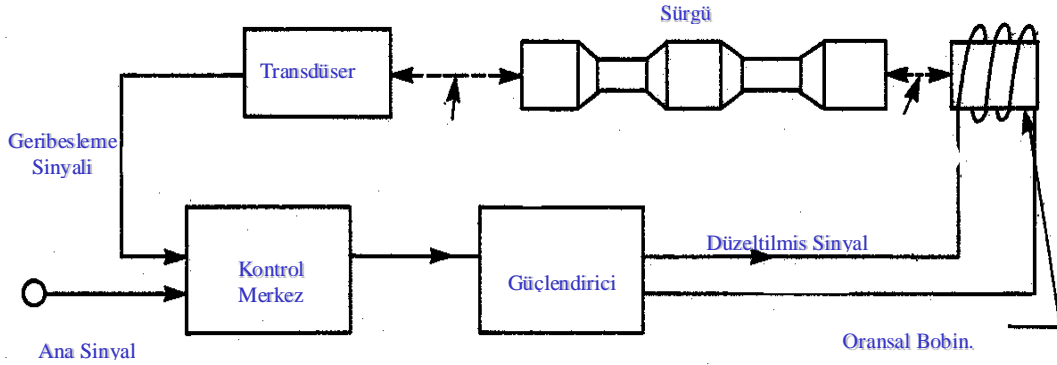 Sürgü
Transdüser
Geribesleme
Sinyali
Düzeltilmis Sinyal
Kontrol
Merkez
Güçlendirici
Ana Sinyal
Oransal Bobin.